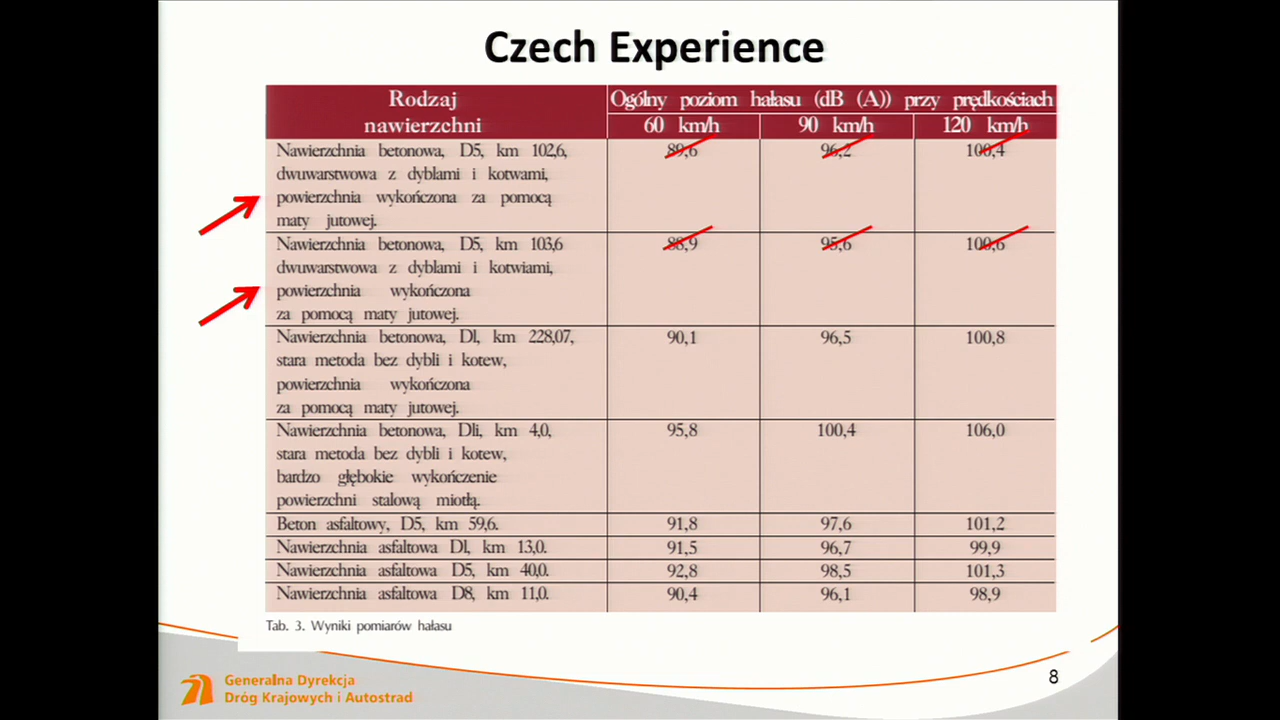 Czech Experience
Rodzaj
nawierzchni
Ogólny poziom hałasu (dB (A)) przy prędkościach
60 km/h 90 km/h 120 km/h
Nawierzchnia betonowa, D5, km 102,6, 89,6 96,2 100,4
dwuwarstwowa z dyblami i kotwami,
powierzchnia wykończona za pomocą
maty jutowej.
Nawierzchnia betonowa, D5, km 103,6 88,9 95,6 100,6
dwuwarstwowa z dyblami i kotwiami,
powierzchnia wykończona
za pomocą maty jutowej.
Nawierzchnia betonowa, Dl, km 228,07, 90,1 96,5 100,8
stara metoda bez dybli i kotew,
powierzchnia wykończona
za pomocą maty jutowej.
Nawierzchnia betonowa, Dli, km 4,0, 95,8 100,4 106,0
stara metoda bez dybli i kotew,
bardzo głębokie wykończenie
powierzchni stalową miotłą.
Beton asfaltowy, D5, km 59,6. 91,8 97,6 101,2
Nawierzchnia asfaltowa Dl, km 13,0. 91,5 96,7 99,9
Nawierzchnia asfaltowa D5, km 40,0. 92,8 98,5 101,3
Nawierzchnia asfaltowa D8, km 11,0. 90,4 96,1 98,9
Tab. 3. Wyniki pomiarów hałasu
Generalna Dyrekcja
Dróg Krajowych i Autostrad
8